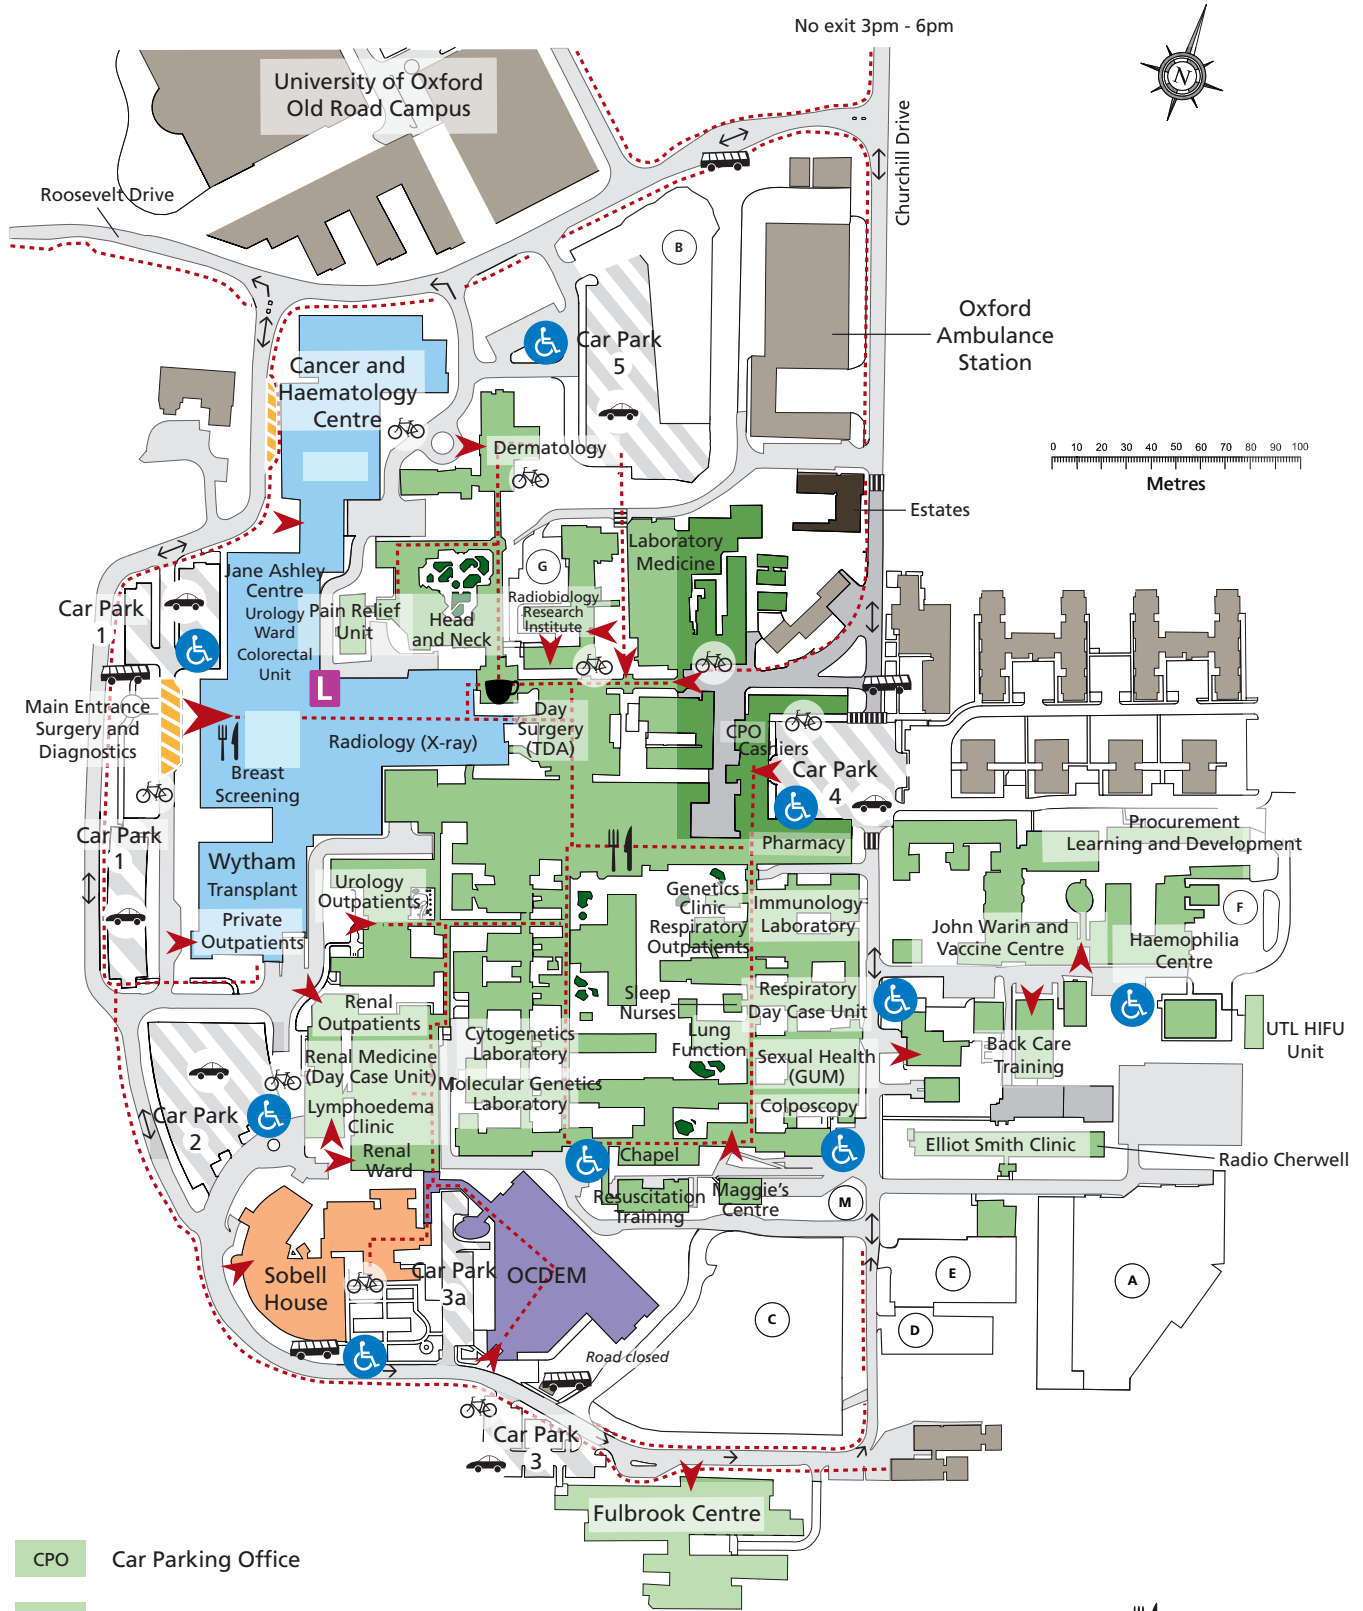 No exit 3pm - 6pm
University of Oxford
Old Road Campus
N
Churchill Drive
Roosevelt Drive
B
Oxford
Ambulance
Station
Car Park
5
Cancer and
Haematology
Centre
Dermatology
0 10 20 30 40 50 60 70 80 90 100
Metres
Estates
Laboratory
Medicine
G
Jane Ashley
Centre
Urology
Ward
Colorectal
Unit
Pain Relief
Unit
Head
and Neck
Radiobiology
Research
Institute
Car Park
1
L
Main Entrance
Surgery and
Diagnostics
Day
Surgery
(TDA)
Radiology (X-ray)
CPO
Cashiers
Car Park
4
Breast
Screening
Car Park
1
Pharmacy
Procurement
Learning and Development
Wytham
Transplant
Private
Outpatients
Urology
Outpatients
Genetics
Clinic
Respiratory
Outpatients
Immunology
Laboratory
F
John Warin and
Vaccine Centre
Haemophilia
Centre
Sleep
Nurses
Respiratory
Day Case Unit
Renal
Outpatients
Cytogenetics
Laboratory
Lung
Function
UTL HIFU
Unit
Back Care
Training
Renal Medicine
(Day Case Unit)
Sexual Health
(GUM)
Molecular Genetics
Laboratory
Lymphoedema
Clinic
Colposcopy
Car Park
2
Elliot Smith Clinic
Radio Cherwell
Renal
Ward
Chapel
Resuscitation
Training
Maggie's
Centre
M
Sobell
House
Car Park
3a
OCDEM
E
A
C
D
Road closed
Car Park
3
Fulbrook Centre
CPO
Car Parking Office